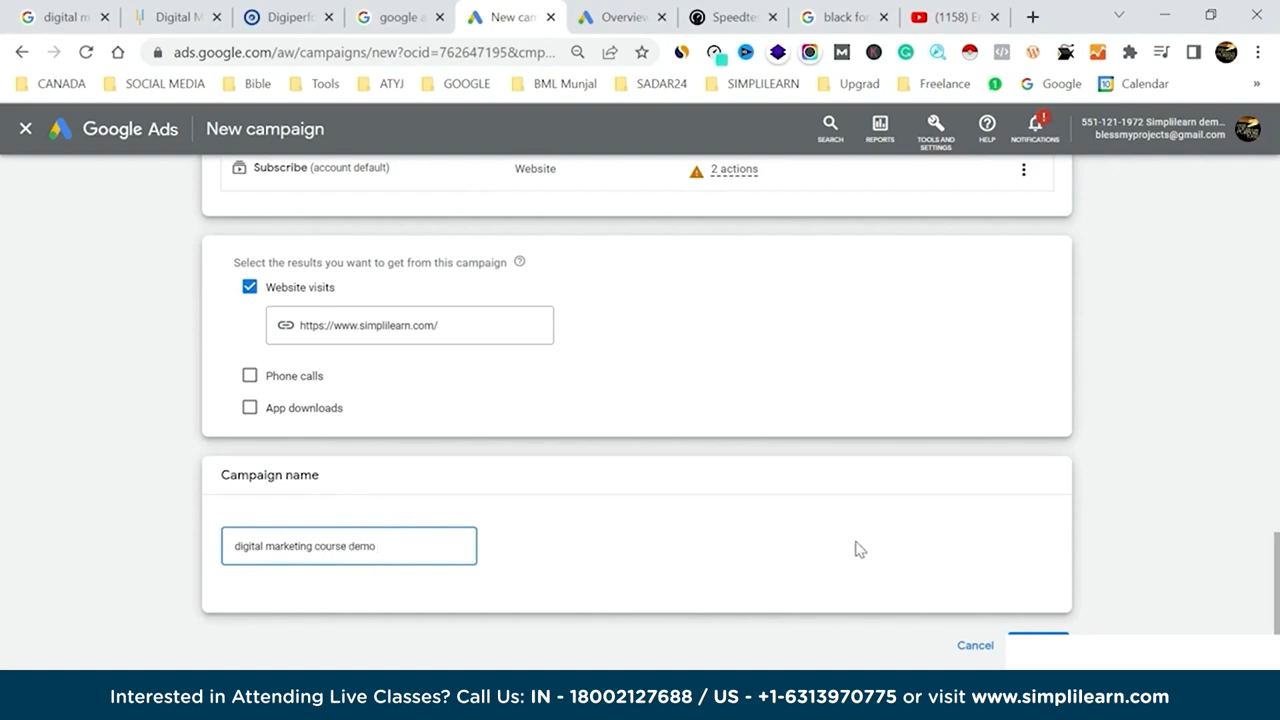 digital m
Digital M
Digiperfo
google a
New cam
Overview
Speedtes
black for
(1158) E
ads.google.com/aw/campaigns/new?ocid=762647195&cmp...
CANADA
SOCIAL MEDIA
Bible
Tools
ATYJ
GOOGLE
BML Munjal
SADAR24
SIMPLILEARN
Upgrad
Freelance
Google
Calendar
»
Google Ads
New campaign
SEARCH
REPORTS
TOOLS AND SETTINGS
HELP
NOTIFICATIONS
551-121-1972 Simplilearn dem...
blessmyprojects@gmail.com
Subscribe (account default)
Website
2 actions
Select the results you want to get from this campaign
Website visits
https://www.simplilearn.com/
Phone calls
App downloads
Campaign name
digital marketing course demo
Cancel
Interested in Attending Live Classes? Call Us: IN - 18002127688 / US - +1-6313970775 or visit www.simplilearn.com